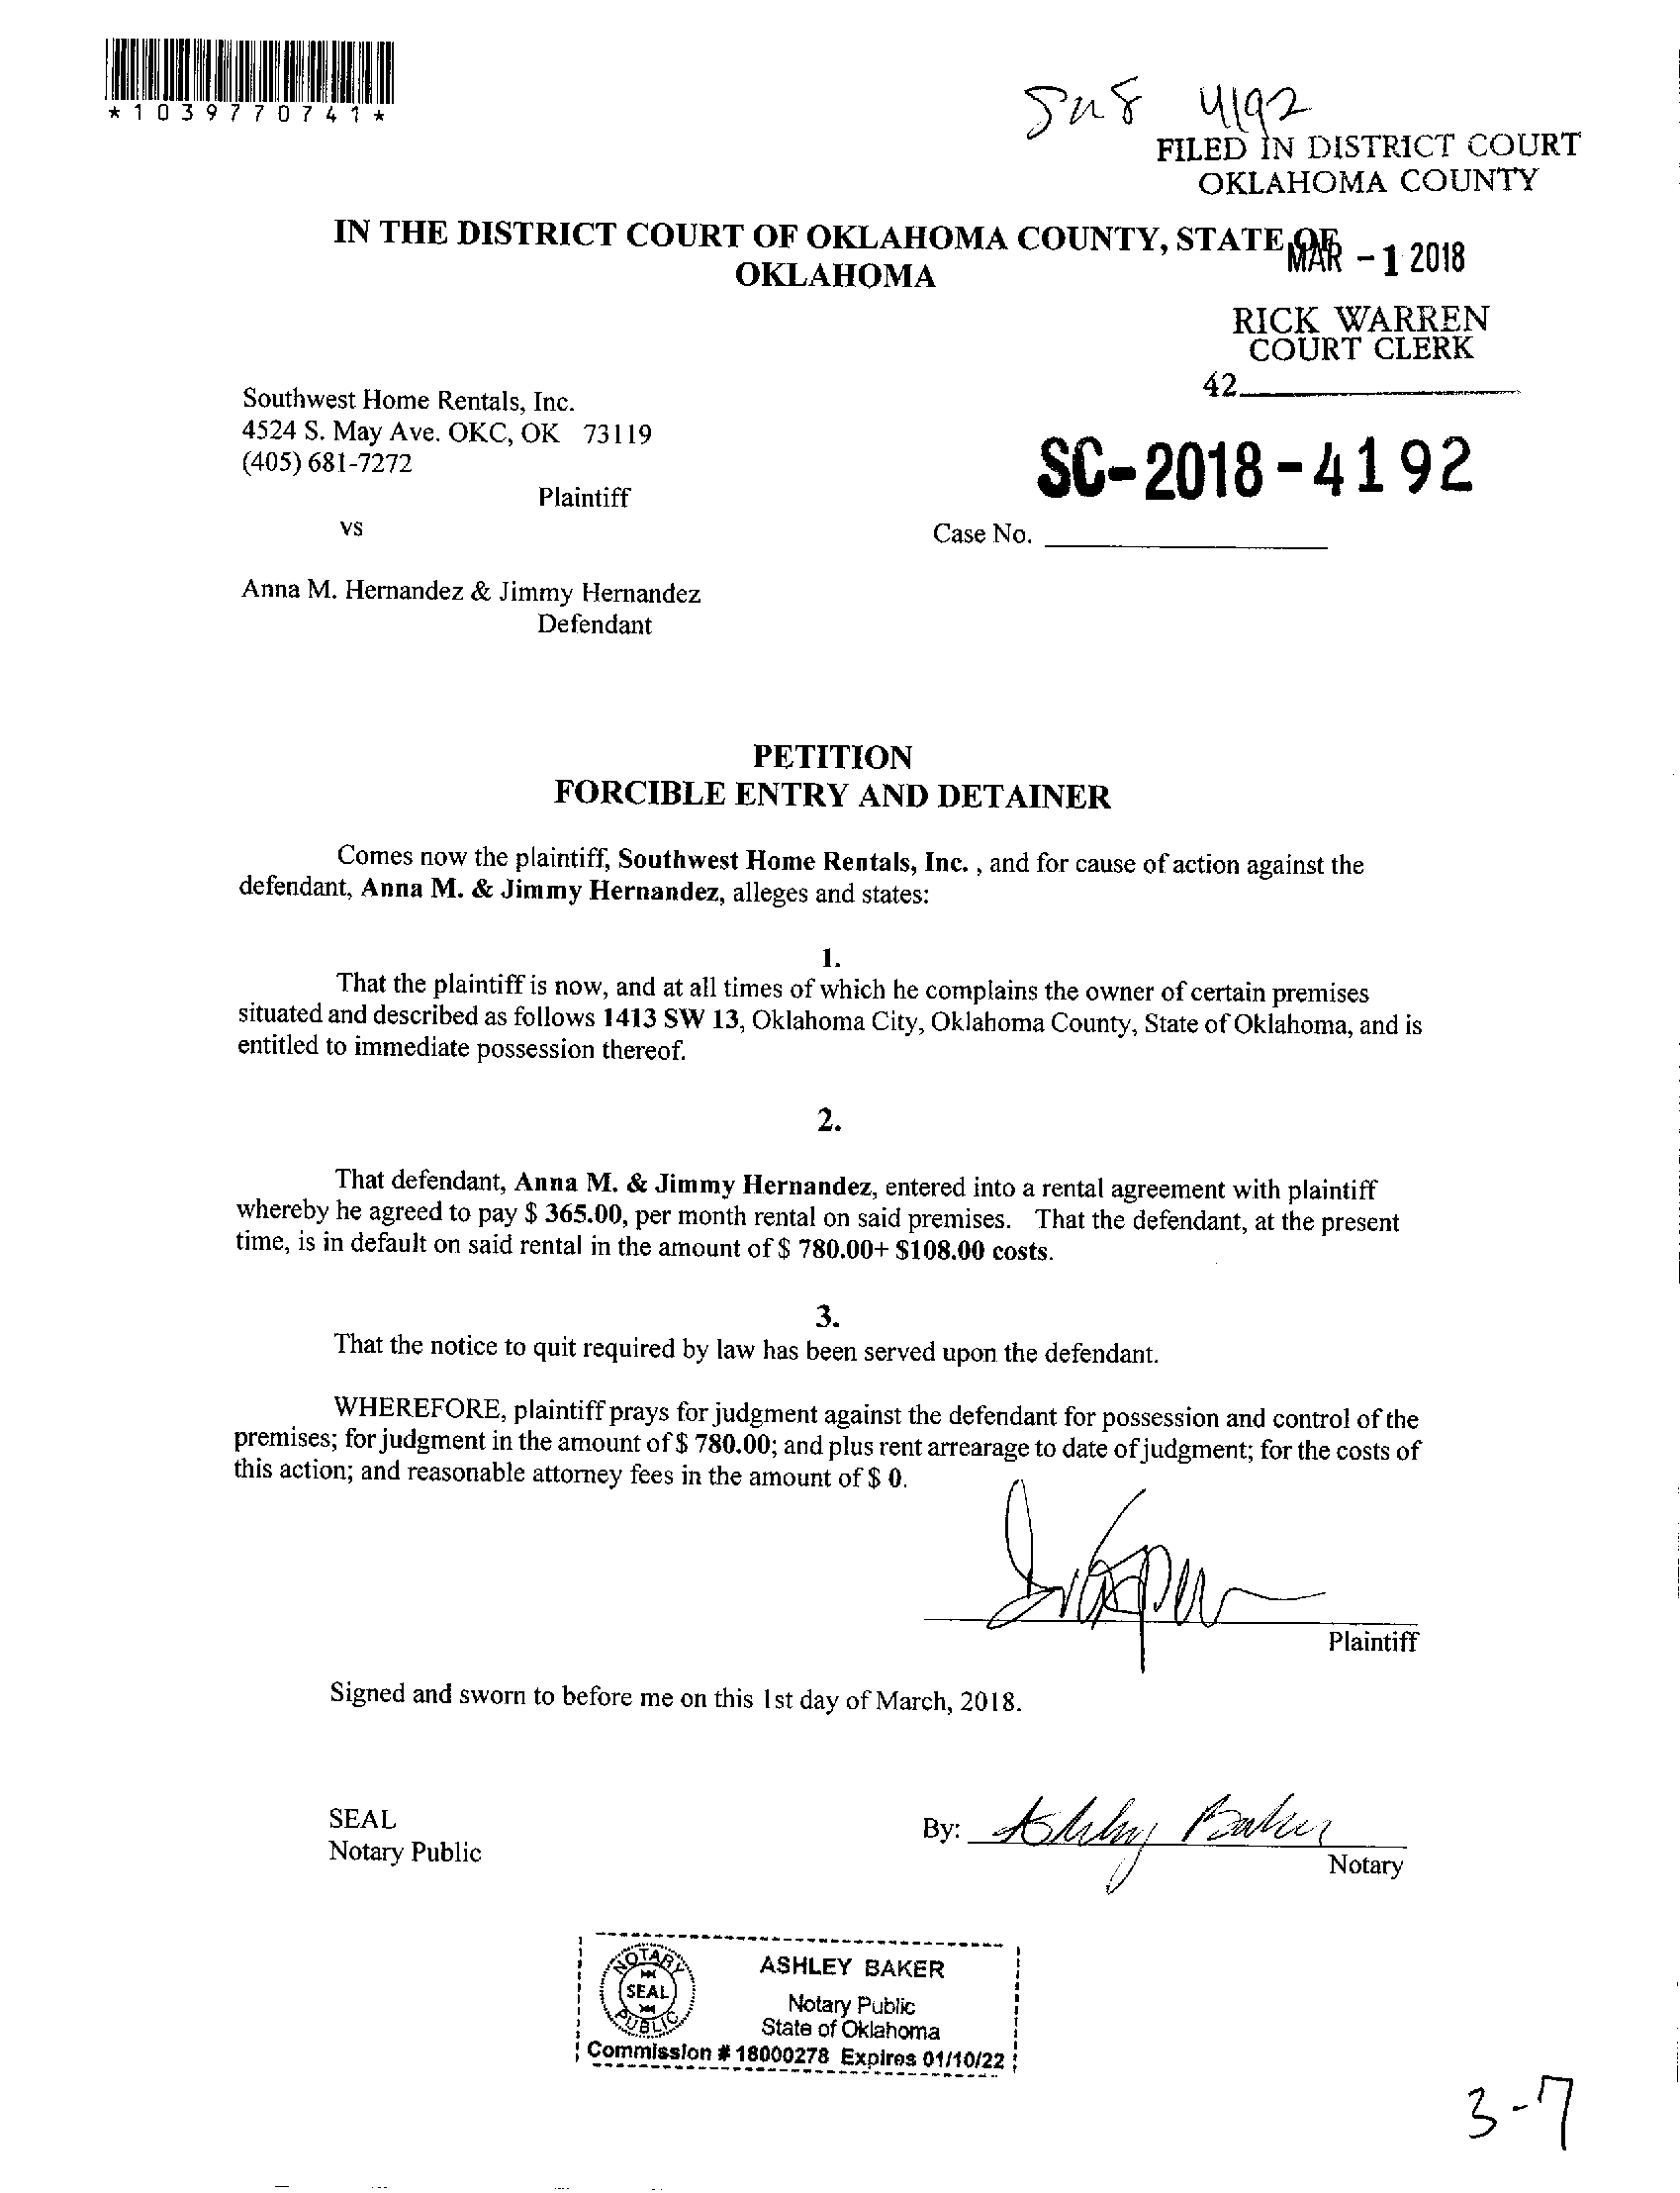 *1039770741*
4192
FILED IN DISTRICT COURT
OKLAHOMA COUNTY
IN THE DISTRICT COURT OF OKLAHOMA COUNTY, STATE OF
OKLAHOMA
MAR - 1 2018
RICK WARREN
COURT CLERK
42
Southwest Home Rentals, Inc.
4524 S. May Ave. OKC, OK 73119
(405) 681-7272
Plaintiff
SC-2018-4192
vs
Case No.
Anna M. Hernandez & Jimmy Hernandez
Defendant
PETITION
FORCIBLE ENTRY AND DETAINER
Comes now the plaintiff, Southwest Home Rentals, Inc. , and for cause of action against the
defendant, Anna M. & Jimmy Hernandez, alleges and states:
1.
That the plaintiff is now, and at all times of which he complains the owner of certain premises
situated and described as follows 1413 SW 13, Oklahoma City, Oklahoma County, State of Oklahoma, and is
entitled to immediate possession thereof.
2.
That defendant, Anna M. & Jimmy Hernandez, entered into a rental agreement with plaintiff
whereby he agreed to pay $ 365.00, per month rental on said premises. That the defendant, at the present
time, is in default on said rental in the amount of $ 780.00+ $108.00 costs.
3.
That the notice to quit required by law has been served upon the defendant.
WHEREFORE, plaintiff prays for judgment against the defendant for possession and control of the
premises; for judgment in the amount of $ 780.00; and plus rent arrearage to date of judgment; for the costs of
this action; and reasonable attorney fees in the amount of $ 0.
Plaintiff
Signed and sworn to before me on this 1st day of March, 2018.
SEAL
Notary Public
By: Ashley Baker
Notary
NOTARY
SEAL
PUBLIC
ASHLEY BAKER
Notary Public
State of Oklahoma
Commission # 18000278 Expires 01/10/22
3-7